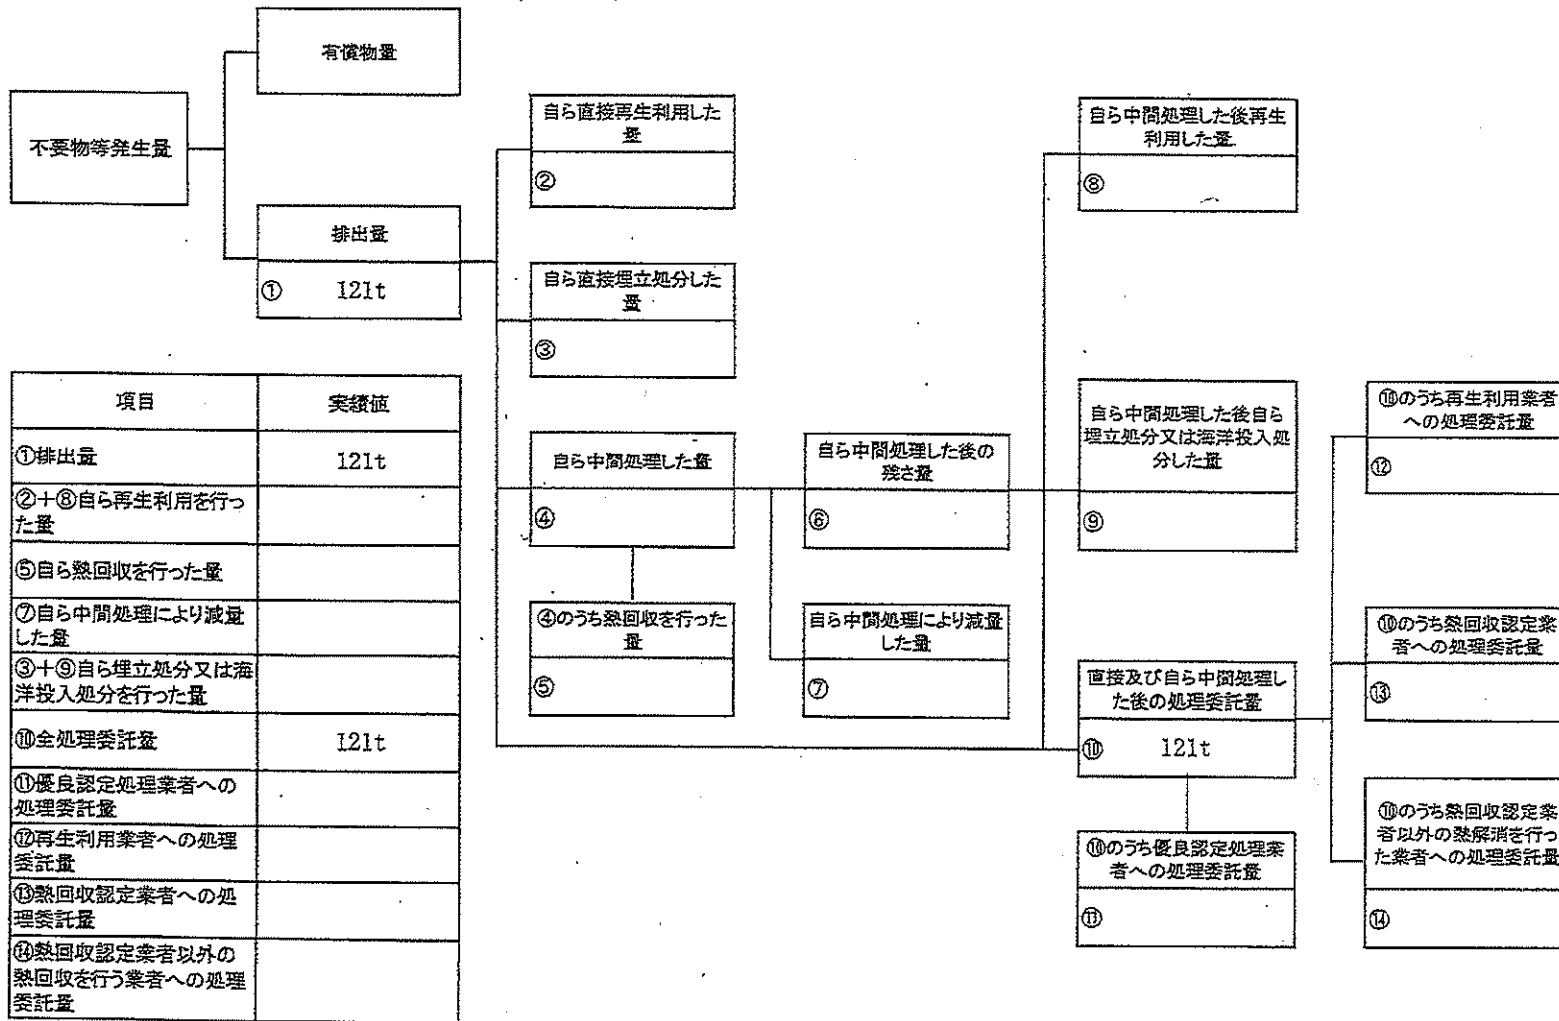 有償物量
不要物等発生量
排出量
① 121t
自ら直接再生利用した
量
②
自ら直接埋立処分した
量
③
自ら中間処理した量
④
④のうち熱回収を行った
量
⑤
自ら中間処理した後の
残さ量
⑥
自ら中間処理により減量
した量
⑦
自ら中間処理した後再生
利用した量
⑧
自ら中間処理した後自ら
埋立処分又は海洋投入処
分した量
⑨
直接及び自ら中間処理し
た後の処理委託量
⑩ 121t
⑩のうち優良認定処理業
者への処理委託量
⑪
⑩のうち再生利用業者
への処理委託量
⑫
⑩のうち熱回収認定業
者への処理委託量
⑬
⑩のうち熱回収認定業
者以外の熱解消を行っ
た業者への処理委託量
⑭
項目 実績値
①排出量 121t
②+⑧自ら再生利用を行っ
た量
⑤自ら熱回収を行った量
⑦自ら中間処理により減量
した量
③+⑨自ら埋立処分又は海
洋投入処分を行った量
⑩全処理委託量 121t
⑪優良認定処理業者への
処理委託量
⑫再生利用業者への処理
委託量
⑬熱回収認定業者への処
理委託量
⑭熱回収認定業者以外の
熱回収を行う業者への処理
委託量